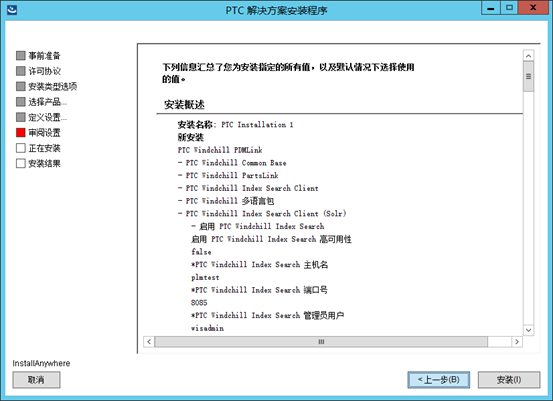 PTC 解决方案安装程序
事前准备
许可协议
安装类型选项
选择产品...
定义设置...
审阅设置
正在安装
安装结果
下列信息汇总了您为安装指定的所有值，以及默认情况下选择使用
的值。
安装概述
安装名称: PTC Installation 1
新安装
PTC Windchill PDMLink
- PTC Windchill Common Base
- PTC Windchill PartsLink
- PTC Windchill Index Search Client
- PTC Windchill 多语言包
- PTC Windchill Index Search Client (Solr)
- 启用 PTC Windchill Index Search
启用 PTC Windchill Index Search 高可用性
false
*PTC Windchill Index Search 主机名
plmtest
*PTC Windchill Index Search 端口号
8085
*PTC Windchill Index Search 管理员用户
wisadmin
InstallAnywhere
取消
<上一步(B)
安装(I)